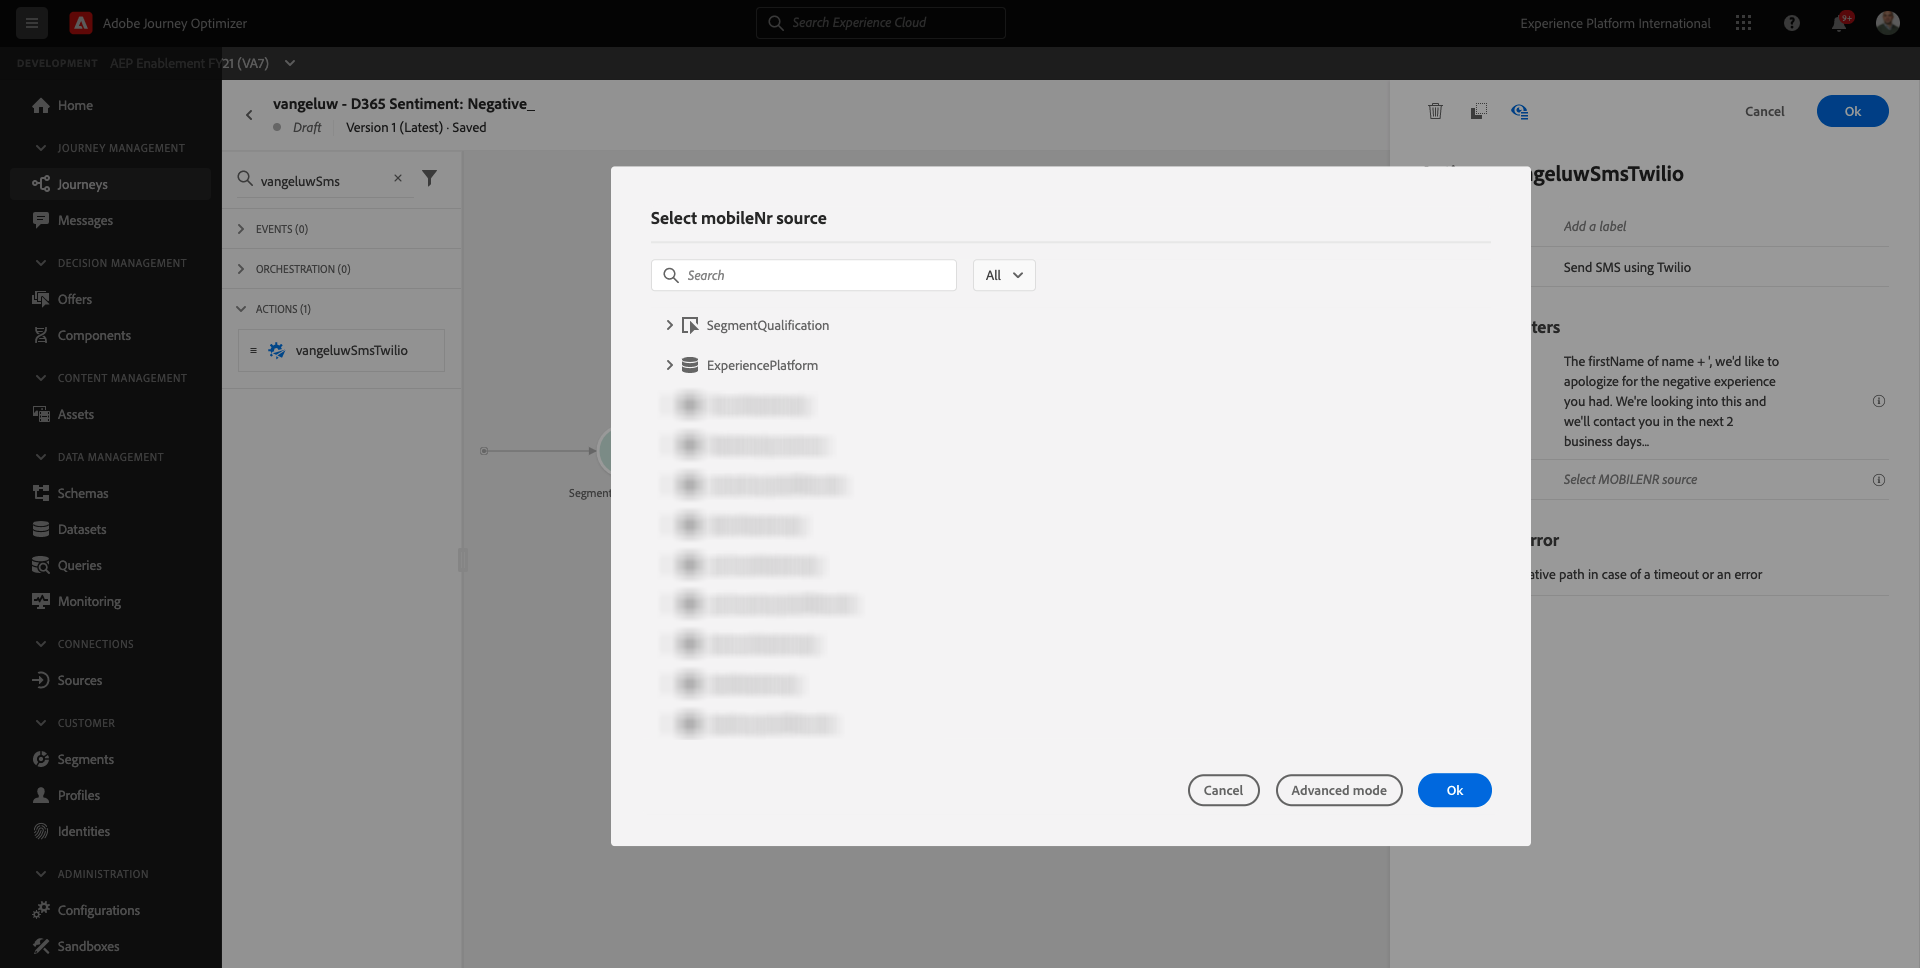 Adobe Journey Optimizer
Search Experience Cloud
Experience Platform International
9+
DEVELOPMENT AEP Enablement FY21 (VA7)
Home
JOURNEY MANAGEMENT
Journeys
Messages
DECISION MANAGEMENT
Offers
Components
CONTENT MANAGEMENT
Assets
DATA MANAGEMENT
Schemas
Datasets
Queries
Monitoring
CONNECTIONS
Sources
CUSTOMER
Segments
Profiles
Identities
ADMINISTRATION
Configurations
Sandboxes
vangeluw - D365 Sentiment: Negative_
Draft Version 1 (Latest) · Saved
vangeluwSms
EVENTS (0)
ORCHESTRATION (0)
ACTIONS (1)
vangeluwSmsTwilio
Segment
Select mobileNr source
Search
All
SegmentQualification
ExperiencePlatform
Cancel
Advanced mode
Ok
Cancel
Ok
ngeluwSmsTwilio
Add a label
Send SMS using Twilio
ters
The firstName of name + ', we'd like to
apologize for the negative experience
you had. We're looking into this and
we'll contact you in the next 2
business days...
Select MOBILENR source
rror
ative path in case of a timeout or an error